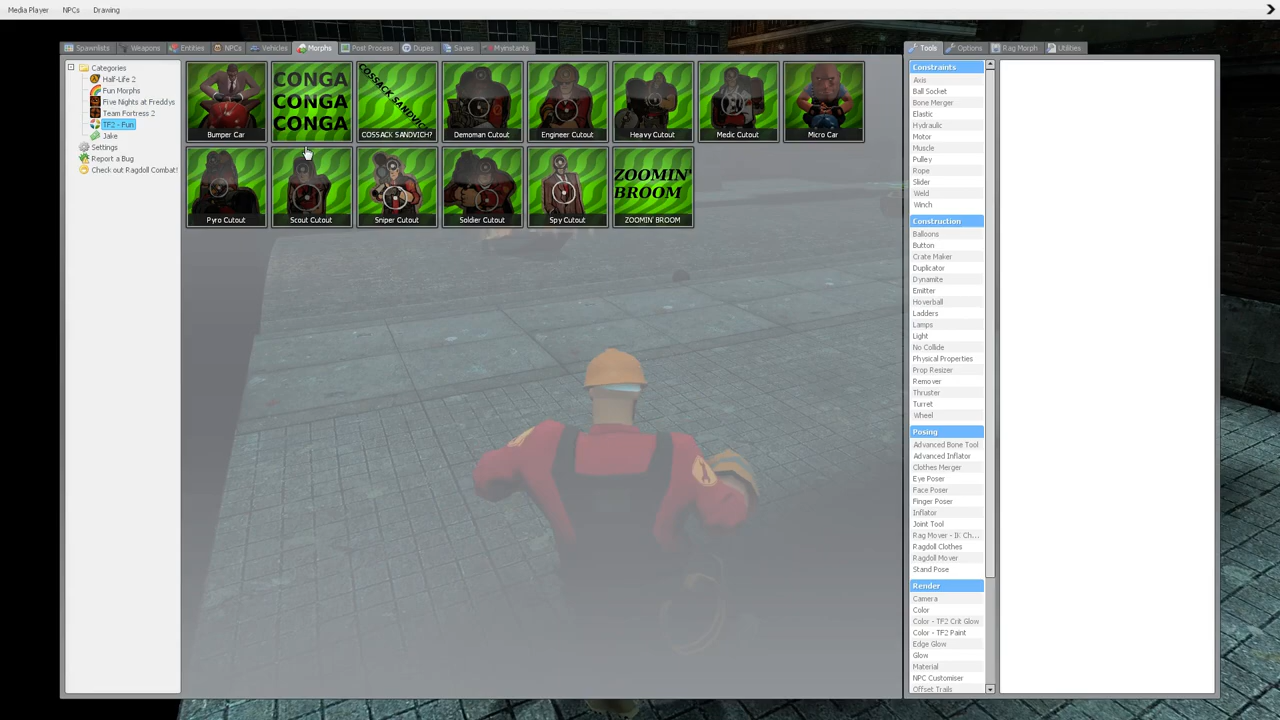 Media Player NPCs Drawing
Spawnlists Weapons Entities NPCs Vehicles Morphs Post Process Dupes Saves Myinstants
Categories
Half-Life 2
Fun Morphs
Five Nights at Freddys
Team Fortress 2
TF2 - Fun
Jake
Settings
Report a Bug
Check out Ragdoll Combat!
Bumper Car
CONGA
CONGA
CONGA
COSSACK SANDVICH
COSSACK SANDVICH?
Demoman Cutout
Engineer Cutout
Heavy Cutout
Medic Cutout
Micro Car
Pyro Cutout
Scout Cutout
Sniper Cutout
Soldier Cutout
Spy Cutout
ZOOMIN'
BROOM
ZOOMIN' BROOM
Tools Options Rag Morph Utilities
Constraints
Axis
Ball Socket
Bone Merger
Elastic
Hydraulic
Motor
Muscle
Pulley
Rope
Slider
Weld
Winch
Construction
Balloons
Button
Crate Maker
Duplicator
Dynamite
Emitter
Hoverball
Ladders
Lamps
Light
No Collide
Physical Properties
Prop Resizer
Remover
Thruster
Turret
Wheel
Posing
Advanced Bone Tool
Advanced Inflator
Clothes Merger
Eye Poser
Face Poser
Finger Poser
Inflator
Joint Tool
Rag Mover - IK Ch...
Ragdoll Clothes
Ragdoll Mover
Stand Pose
Render
Camera
Color
Color - TF2 Crit Glow
Color - TF2 Paint
Edge Glow
Glow
Material
NPC Customiser
Offset Trails